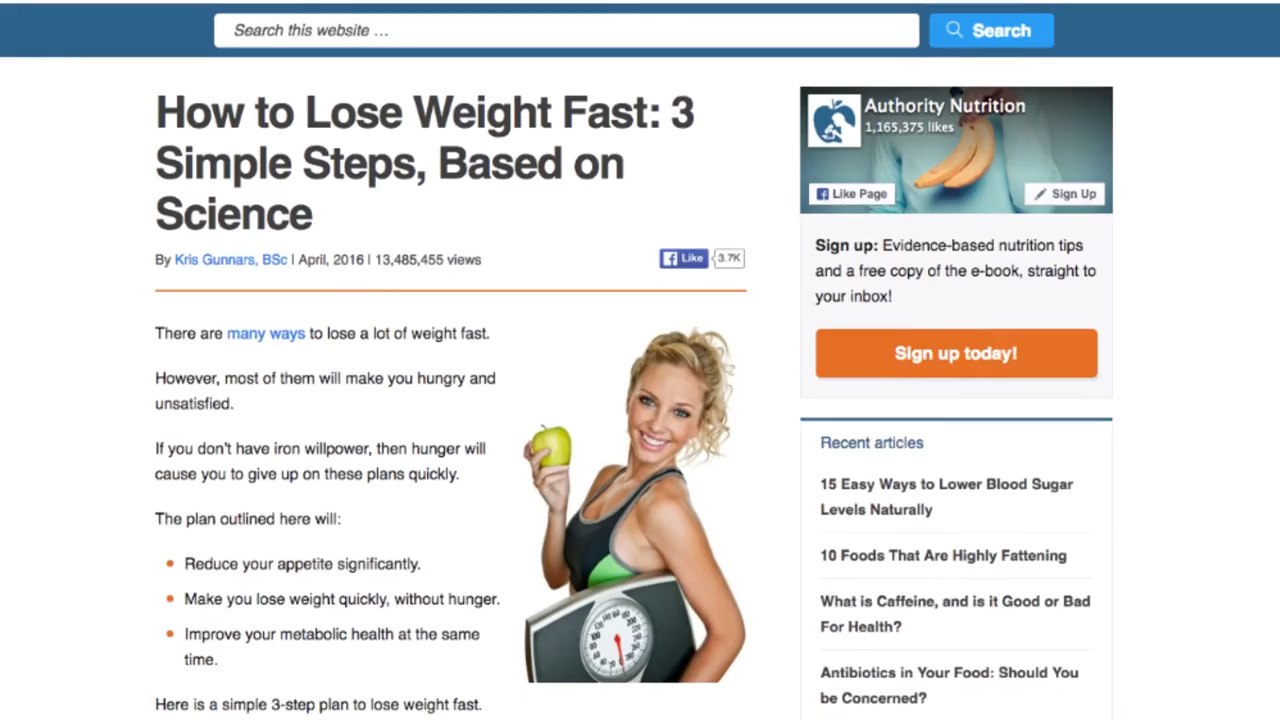 Search this website ...
Search
How to Lose Weight Fast: 3
Simple Steps, Based on
Science
By Kris Gunnars, BSc | April, 2016 | 13,485,455 views
Like
3.7K
There are many ways to lose a lot of weight fast.
However, most of them will make you hungry and
unsatisfied.
If you don't have iron willpower, then hunger will
cause you to give up on these plans quickly.
The plan outlined here will:
Reduce your appetite significantly.
Make you lose weight quickly, without hunger.
Improve your metabolic health at the same
time.
Here is a simple 3-step plan to lose weight fast.
Authority Nutrition
1,165,375 likes
Like Page
Sign Up
Sign up: Evidence-based nutrition tips
and a free copy of the e-book, straight to
your inbox!
Sign up today!
Recent articles
15 Easy Ways to Lower Blood Sugar
Levels Naturally
10 Foods That Are Highly Fattening
What is Caffeine, and is it Good or Bad
For Health?
Antibiotics in Your Food: Should You
be Concerned?